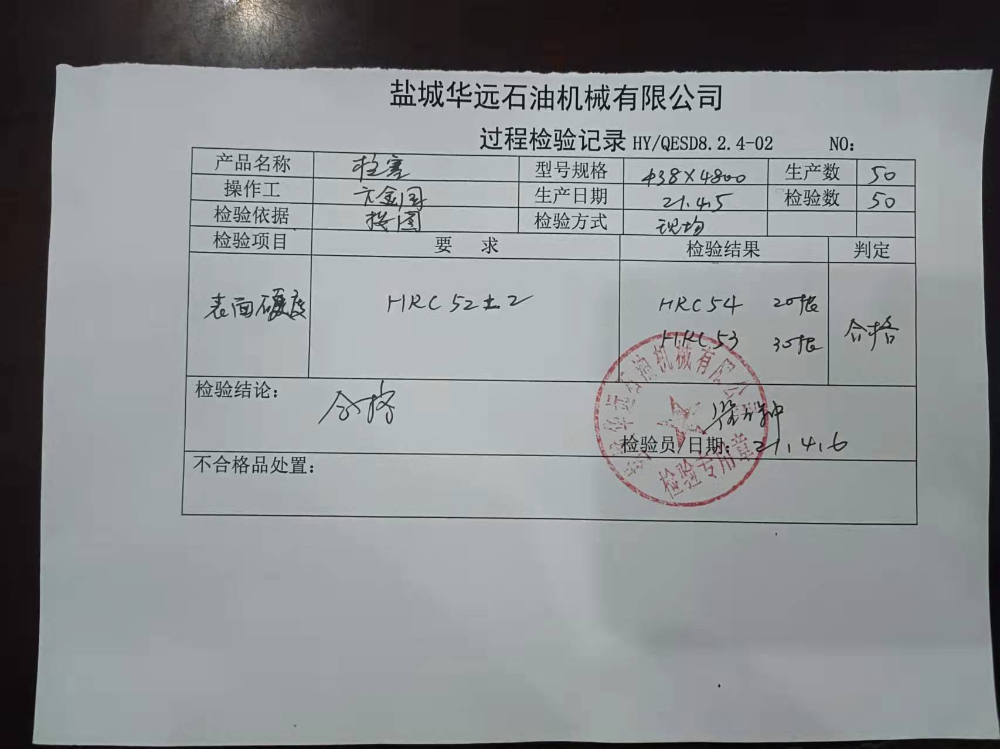 盐城华远石油机械有限公司
过程检验记录 HY/QESD8.2.4-02 NO:
产品名称 柱塞 型号规格 φ38×4800 生产数 50
操作工 金国 生产日期 21.4.5 检验数 50
检验依据 按图 检验方式 现场
检验项目 要 求 检验结果 判定
表面硬度 HRC52±2 HRC54 20根 合格
HRC53 30根
检验结论: 合格
检验员/日期: 21.4.6
不合格品处置:
华远石油机械有限公司
检验专用章